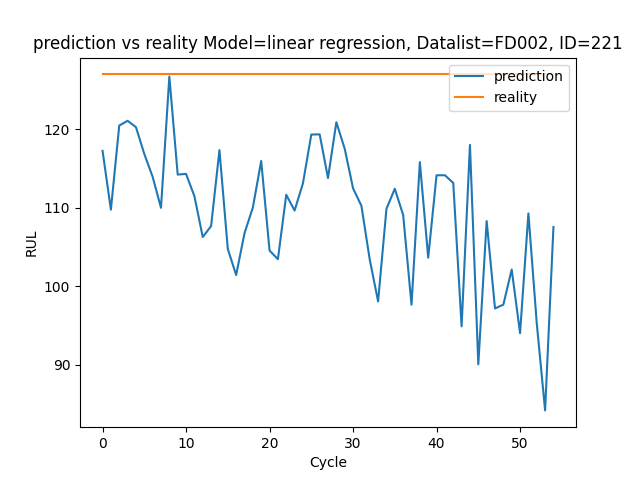 prediction vs reality Model=linear regression, Datalist=FD002, ID=221
prediction
reality
RUL
120
110
100
90
0 10 20 30 40 50
Cycle